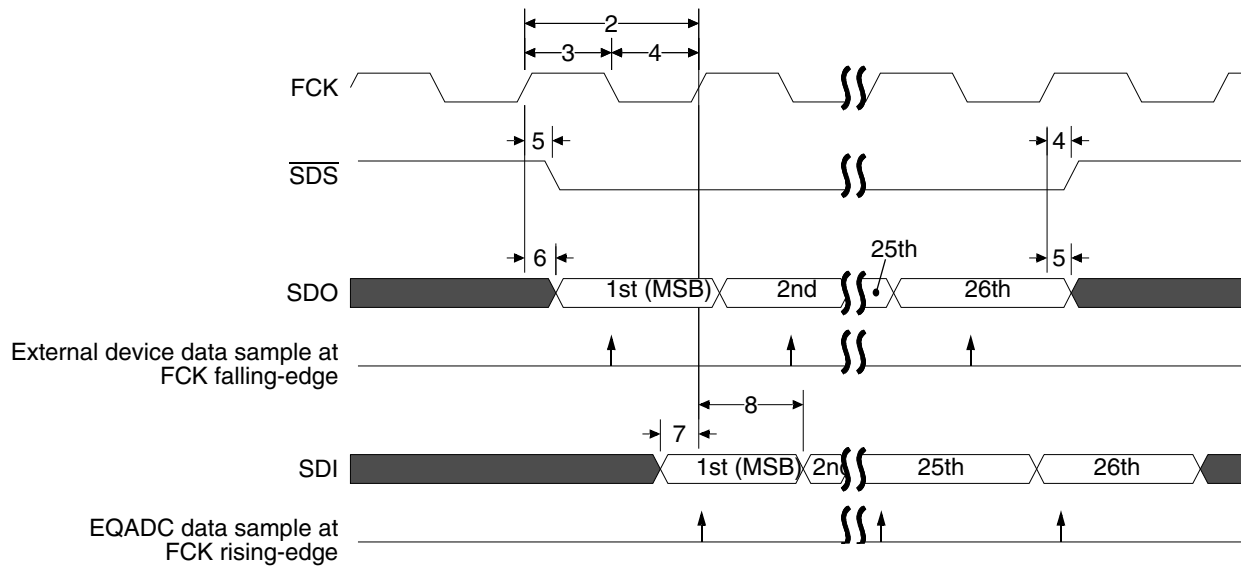 2
3
4
FCK
5
4
SDS
25th
6
5
SDO
1st (MSB)
2nd
26th
External device data sample at
FCK falling-edge
8
7
SDI
1st (MSB)
2nd
25th
26th
EQADC data sample at
FCK rising-edge